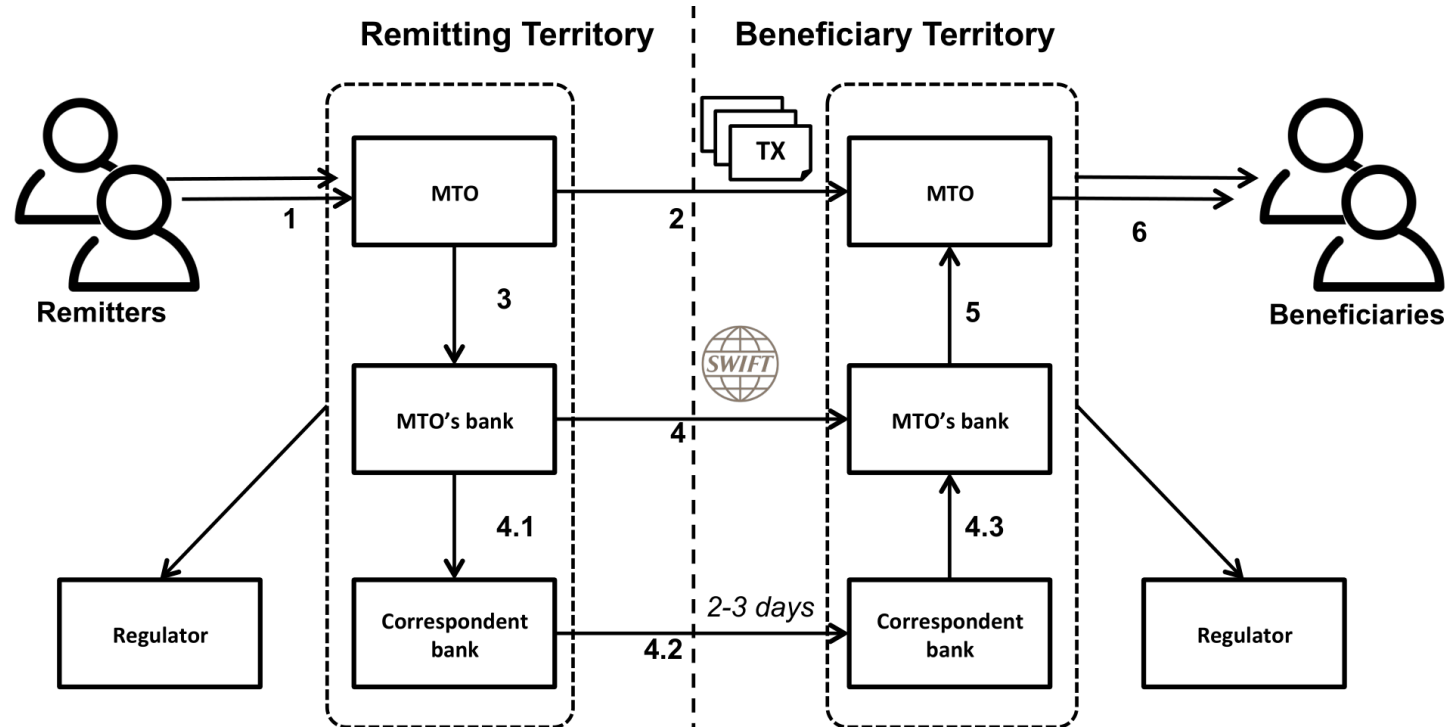 Remitting Territory
Beneficiary Territory
TX
MTO
MTO
1
2
6
Remitters
Beneficiaries
3
5
SWIFT
MTO's bank
MTO's bank
4
4.1
4.3
2-3 days
Regulator
Correspondent
bank
Correspondent
bank
Regulator
4.2